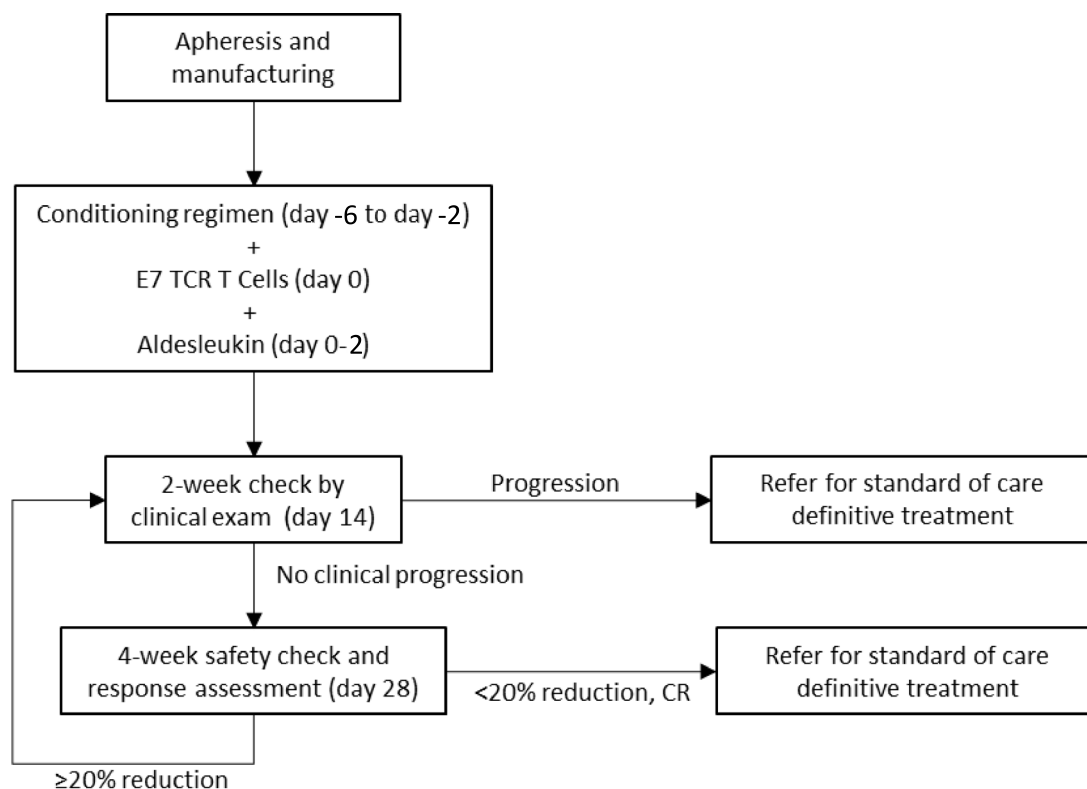 Apheresis and
manufacturing
Conditioning regimen (day -6 to day -2)
+
E7 TCR T Cells (day 0)
+
Aldesleukin (day 0-2)
2-week check by
clinical exam (day 14)
Progression
Refer for standard of care
definitive treatment
No clinical progression
4-week safety check and
response assessment (day 28)
<20% reduction, CR
Refer for standard of care
definitive treatment
≥20% reduction